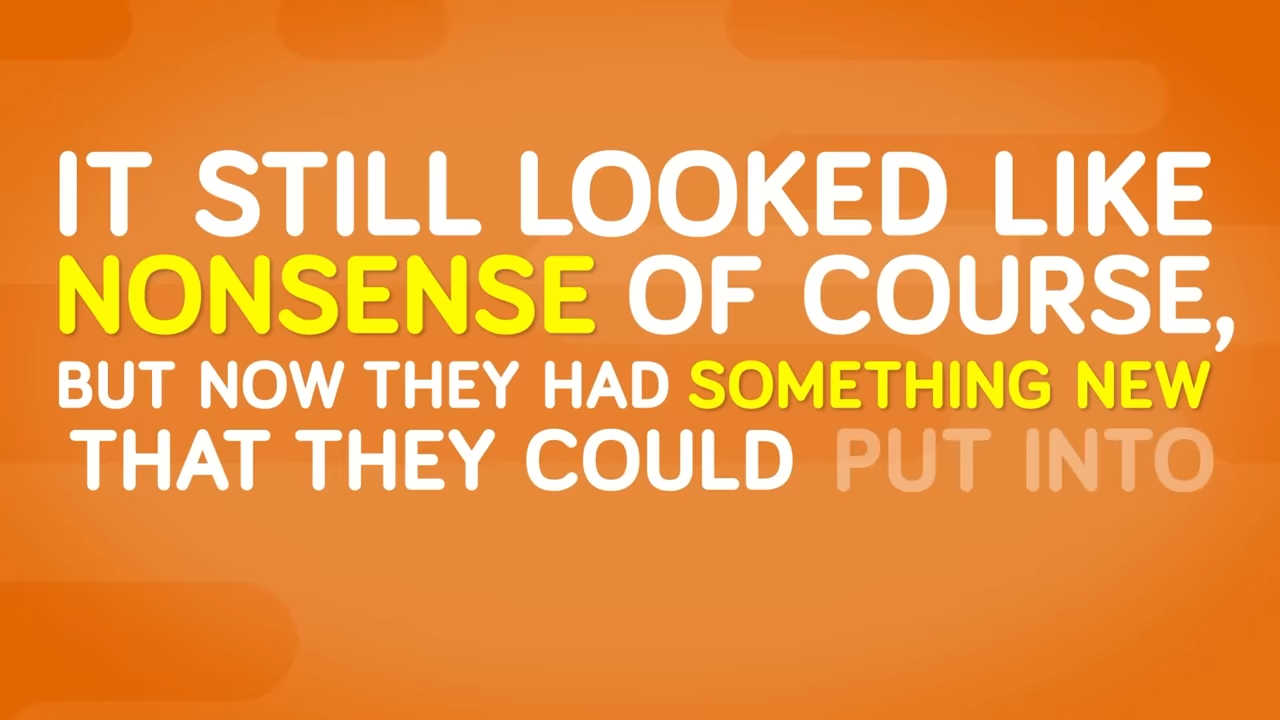 IT STILL LOOKED LIKE
NONSENSE OF COURSE,
BUT NOW THEY HAD SOMETHING NEW
THAT THEY COULD PUT INTO